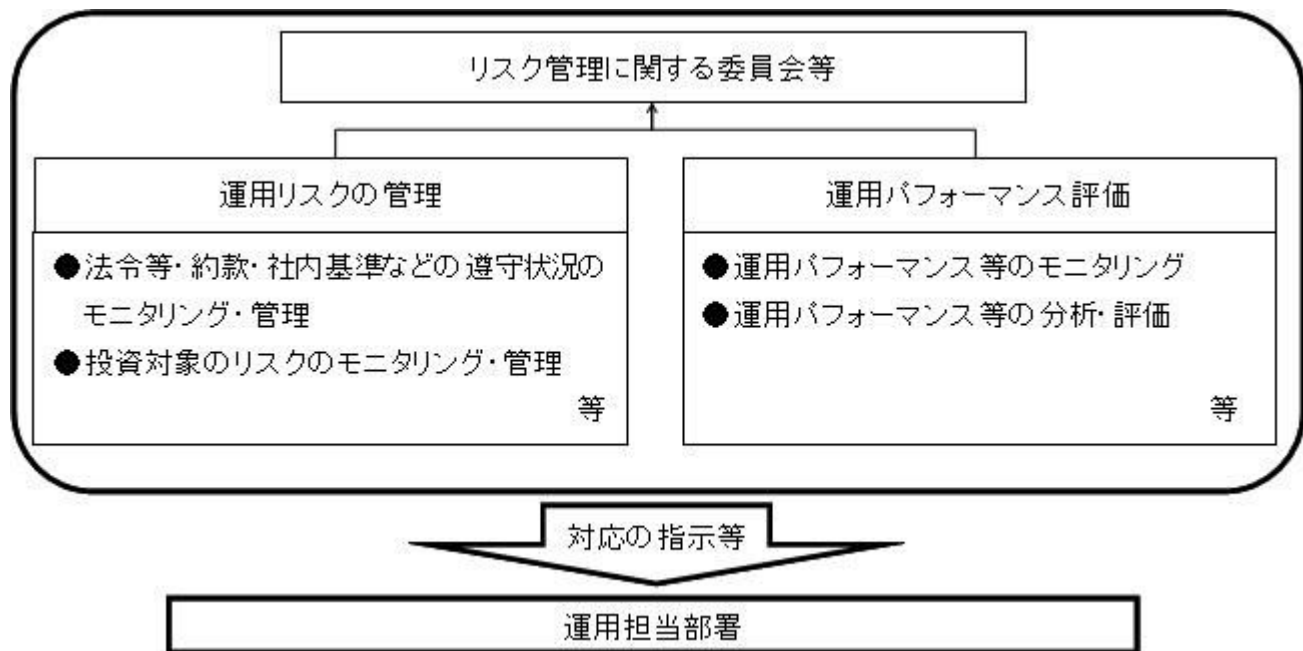 リスク管理に関する委員会等
運用リスクの管理
●法令等・約款・社内基準などの遵守状況の
モニタリング・管理
●投資対象のリスクのモニタリング・管理
等
運用パフォーマンス評価
●運用パフォーマンス等のモニタリング
●運用パフォーマンス等の分析・評価
等
対応の指示等
運用担当部署